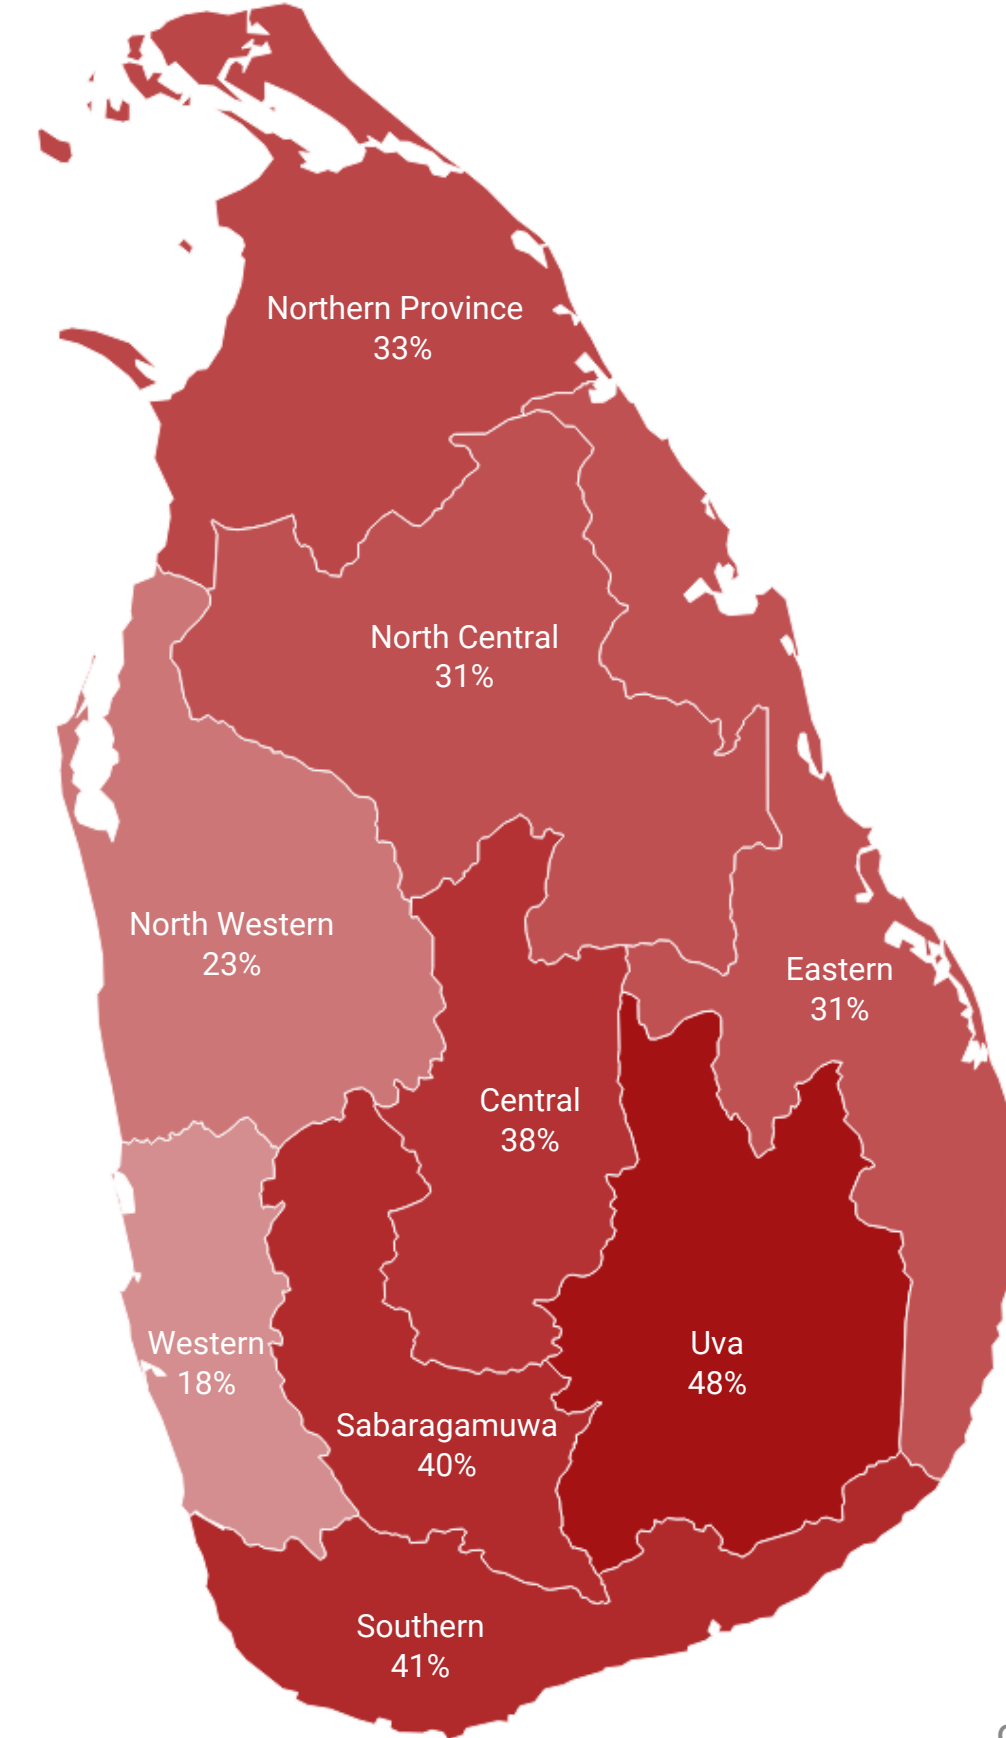 Northern Province
33%
North Central
31%
North Western
23%
Eastern
31%
Central
38%
Western
18%
Uva
48%
Sabaragamuwa
40%
Southern
41%